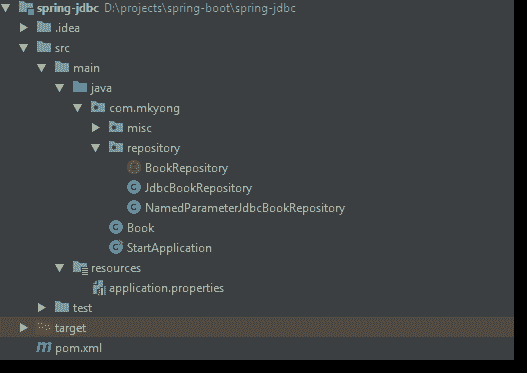 spring-jdbc D:\projects\spring-boot\spring-jdbc
.idea
src
main
java
com.mkyong
misc
repository
BookRepository
JdbcBookRepository
NamedParameterJdbcBookRepository
Book
StartApplication
resources
application.properties
test
target
pom.xml